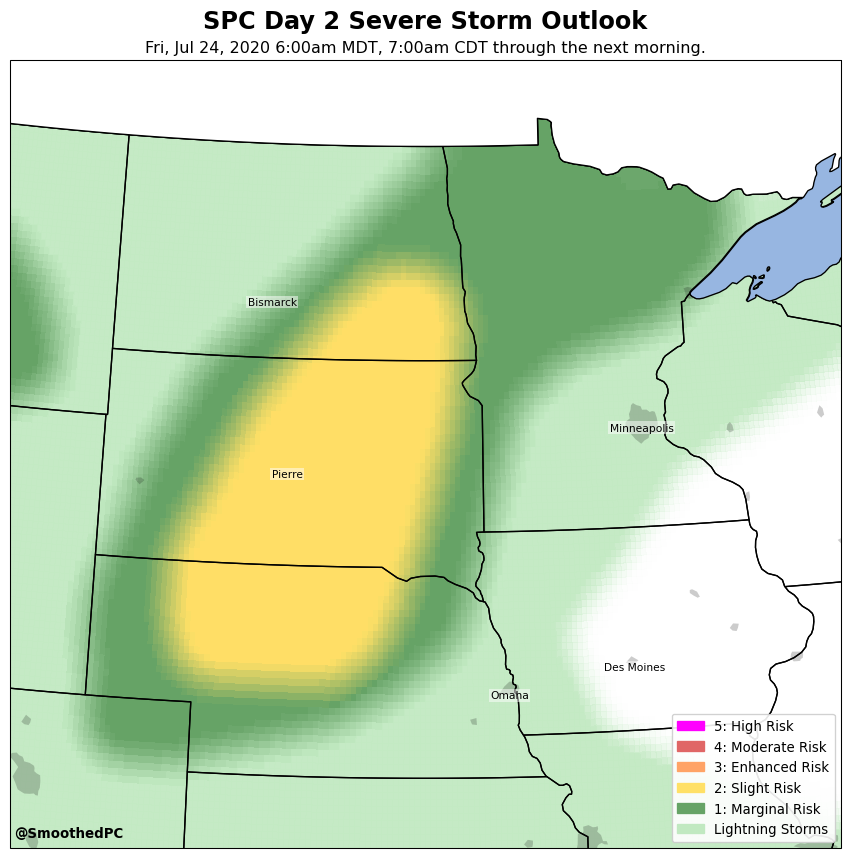 SPC Day 2 Severe Storm Outlook
Fri, Jul 24, 2020 6:00am MDT, 7:00am CDT through the next morning.
Bismarck
Minneapolis
Pierre
Des Moines
Omaha
5: High Risk
4: Moderate Risk
3: Enhanced Risk
2: Slight Risk
1: Marginal Risk
Lightning Storms
@SmoothedPC